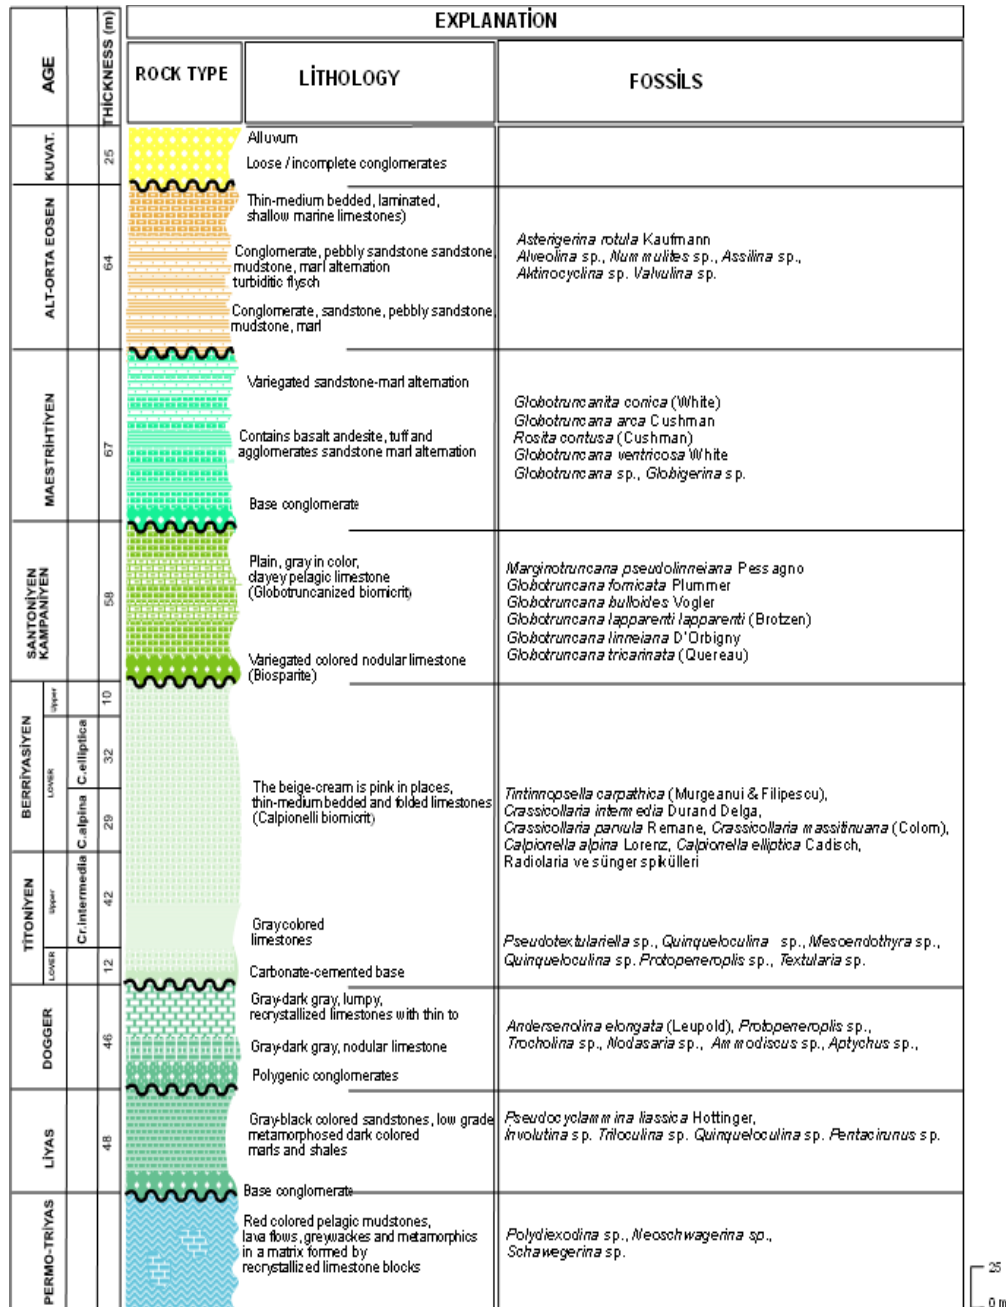 EXPLANATİON
AGE
THİCKNESS (m)
ROCK TYPE
LİTHOLOGY
FOSSİLS
KUVAT.
25
Alluvum
Loose / incomplete conglomerates
ALT-ORTA EOSEN
64
Thin-medium bedded, laminated,
shallow marine limestones)
Conglomerate, pebbly sandstone sandstone,
mudstone, marl alternation
turbiditic flysch
Conglomerate, sandstone, pebbly sandstone,
mudstone, marl
Asterigerina rotula Kaufmann
Alveolina sp., Nummulites sp., Assilina sp.,
Aktinocyclina sp. Valvulina sp.
MAESTRİHTİYEN
67
Variegated sandstone-marl alternation
Contains basalt andesite, tuff and
agglomerates sandstone marl alternation
Base conglomerate
Globotruncanita conica (White)
Globotruncana arca Cushman
Rosita contusa (Cushman)
Globotruncana ventricosa White
Globotruncana sp., Globigerina sp.
SANTONİYEN
KAMPANİYEN
58
Plain, gray in color,
clayey pelagic limestone
(Globotruncanized biomicrit)
Variegated colored nodular limestone
(Biosparite)
Marginotruncana pseudolinneiana Pessagno
Globotruncana fornicata Plummer
Globotruncana bulloides Vogler
Globotruncana lapparenti lapparenti (Brotzen)
Globotruncana linneiana D'Orbigny
Globotruncana tricarinata (Quereau)
BERRİYASİYEN
Upper
10
LOVER
C.elliptica
32
C.alpina
29
The beige-cream is pink in places,
thin-medium bedded and folded limestones
(Calpionelli biomicrit)
Tintinnopsella carpathica (Murgeanui & Filipescu),
Crassicollaria intermedia Durand Delga,
Crassicollaria parvula Remane, Crassicollaria massitinuana (Colom),
Calpionella alpina Lorenz, Calpionella elliptica Cadisch,
Radiolaria ve sünger spikülleri
TİTONİYEN
Upper
Cr.intermedia
42
LOVER
12
Gray colored
limestones
Carbonate-cemented base
Pseudotextulariella sp., Quinqueloculina sp., Mesoendothyra sp.,
Quinqueloculina sp. Protopeneroplis sp., Textularia sp.
DOGGER
46
Gray-dark gray, lumpy,
recrystallized limestones with thin to
Gray-dark gray, nodular limestone
Polygenic conglomerates
Andersenolina elongata (Leupold), Protopeneroplis sp.,
Trocholina sp., Nodasaria sp., Ammodiscus sp., Aptychus sp.,
LİYAS
48
Gray-black colored sandstones, low grade
metamorphosed dark colored
marls and shales
Base conglomerate
Pseudocyclammina liassica Hottinger,
Involutina sp. Triloculina sp. Quinqueloculina sp. Pentacirunus sp.
PERMO-TRİYAS
Red colored pelagic mudstones,
lava flows, greywackes and metamorphics
in a matrix formed by
recrystallized limestone blocks
Polydiexodina sp., Neoschwagerina sp.,
Schawegerina sp.
25
0 m